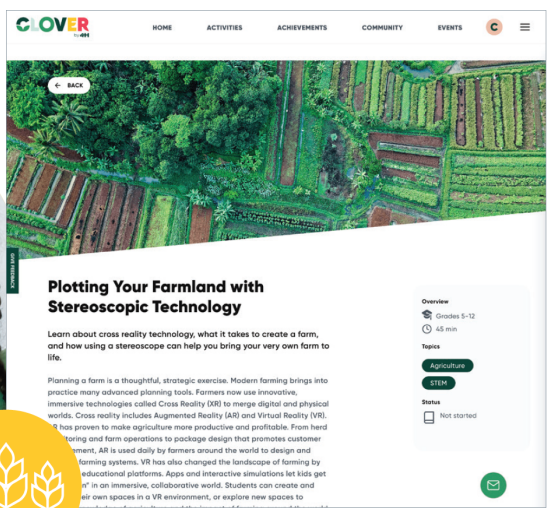 CLOVER
by 4H
HOME
ACTIVITIES
ACHIEVEMENTS
COMMUNITY
EVENTS
C
← BACK
GIVE FEEDBACK
Plotting Your Farmland with
Stereoscopic Technology
Learn about cross reality technology, what it takes to create a farm,
and how using a stereoscope can help you bring your very own farm to
life.
Planning a farm is a thoughtful, strategic exercise. Modern farming brings into
practice many advanced planning tools. Farmers now use innovative,
immersive technologies called Cross Reality (XR) to merge digital and physical
worlds. Cross reality includes Augmented Reality (AR) and Virtual Reality (VR).
has proven to make agriculture more productive and profitable. From herd
and farm operations to package design that promotes customer
AR is used daily by farmers around the world to design and
farming systems. VR has also changed the landscape of farming by
educational platforms. Apps and interactive simulations let kids get
in an immersive, collaborative world. Students can create and
own spaces in a VR environment, or explore new spaces to
Overview
Grades 5-12
45 min
Topics
Agriculture
STEM
Status
Not started